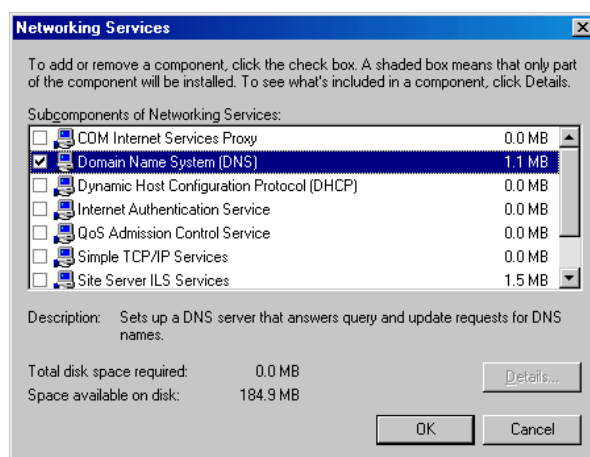 Networking Services
To add or remove a component, click the check box. A shaded box means that only part
of the component will be installed. To see what's included in a component, click Details.
Subcomponents of Networking Services:
COM Internet Services Proxy 0.0 MB
Domain Name System (DNS) 1.1 MB
Dynamic Host Configuration Protocol (DHCP) 0.0 MB
Internet Authentication Service 0.0 MB
QoS Admission Control Service 0.0 MB
Simple TCP/IP Services 0.0 MB
Site Server ILS Services 1.5 MB
Description: Sets up a DNS server that answers query and update requests for DNS
names.
Total disk space required: 0.0 MB
Space available on disk: 184.9 MB
Details...
OK Cancel